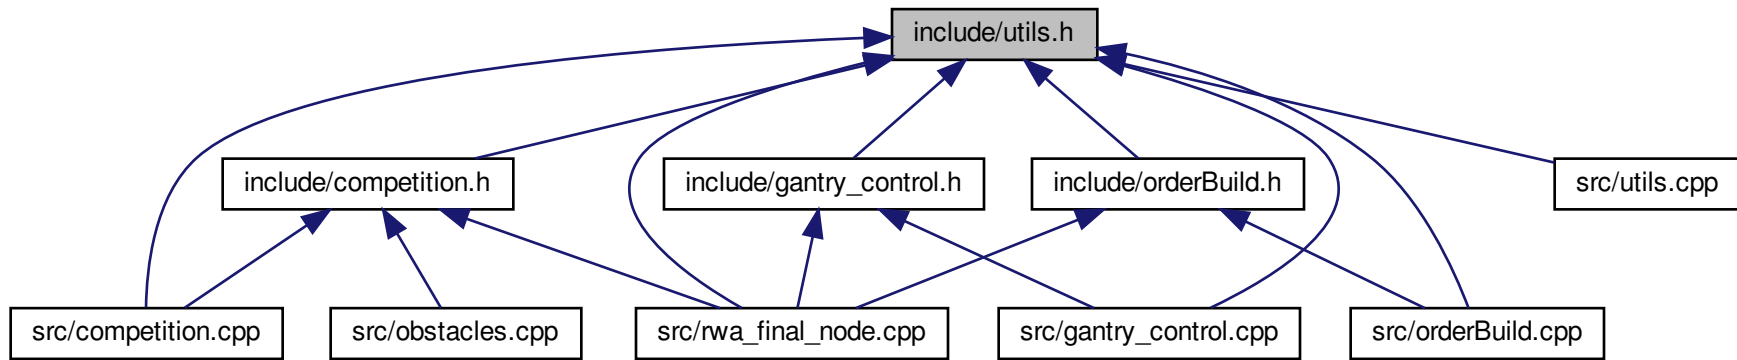 include/utils.h
include/competition.h
include/gantry_control.h
include/orderBuild.h
src/utils.cpp
src/competition.cpp
src/obstacles.cpp
src/rwa_final_node.cpp
src/gantry_control.cpp
src/orderBuild.cpp